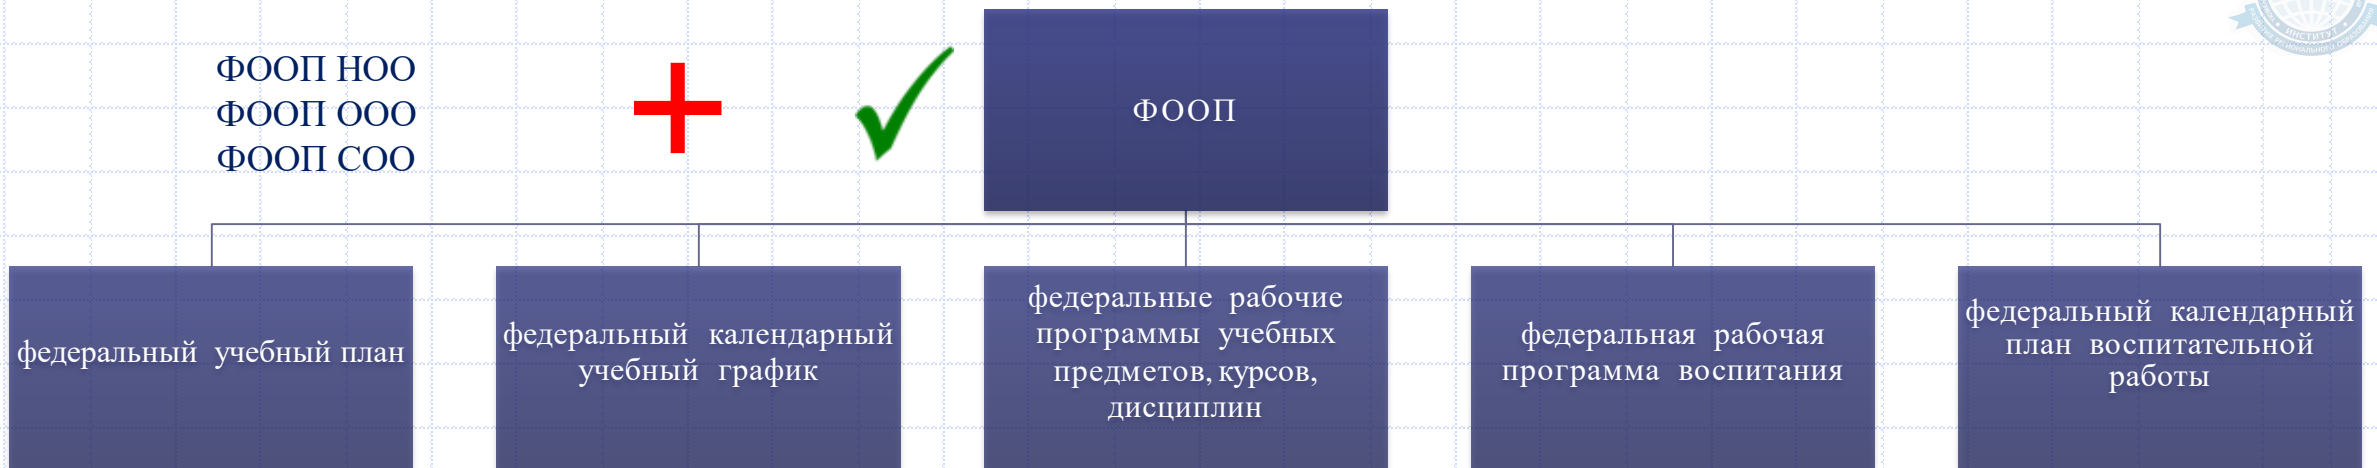 ФООП НОО
ФООП ООО
ФООП СОО
ФООП
федеральный учебный план
федеральный календарный
учебный график
федеральные рабочие
программы учебных
предметов, курсов,
дисциплин
федеральная рабочая
программа воспитания
федеральный календарный
план воспитательной
работы
ИНСТИТУТ